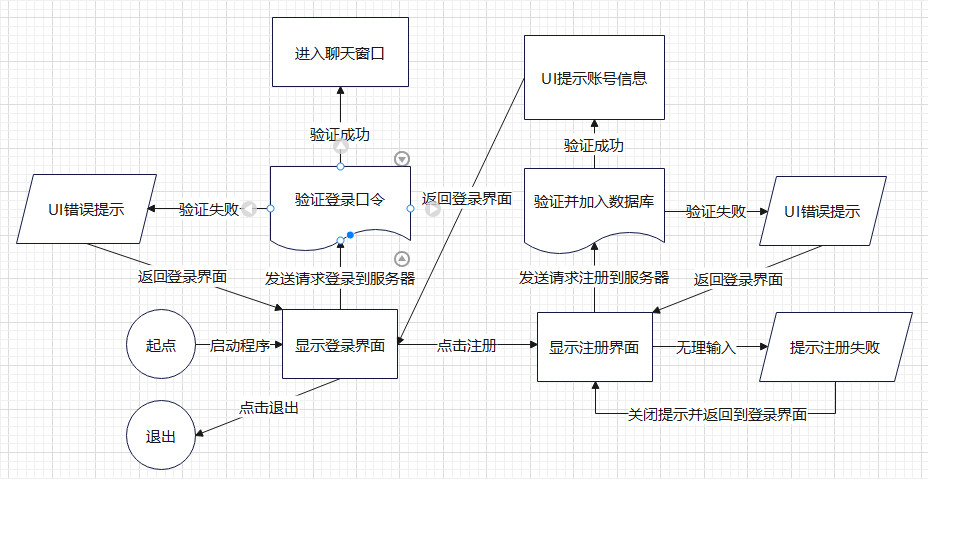 进入聊天窗口
UI提示账号信息
验证成功
验证成功
验证登录口令
返回登录界面
验证并加入数据库
UI错误提示
验证失败
验证失败
UI错误提示
返回登录界面
发送请求登录到服务器
发送请求注册到服务器
返回登录界面
起点
启动程序
显示登录界面
点击注册
显示注册界面
无理输入
提示注册失败
点击退出
关闭提示并返回到登录界面
退出